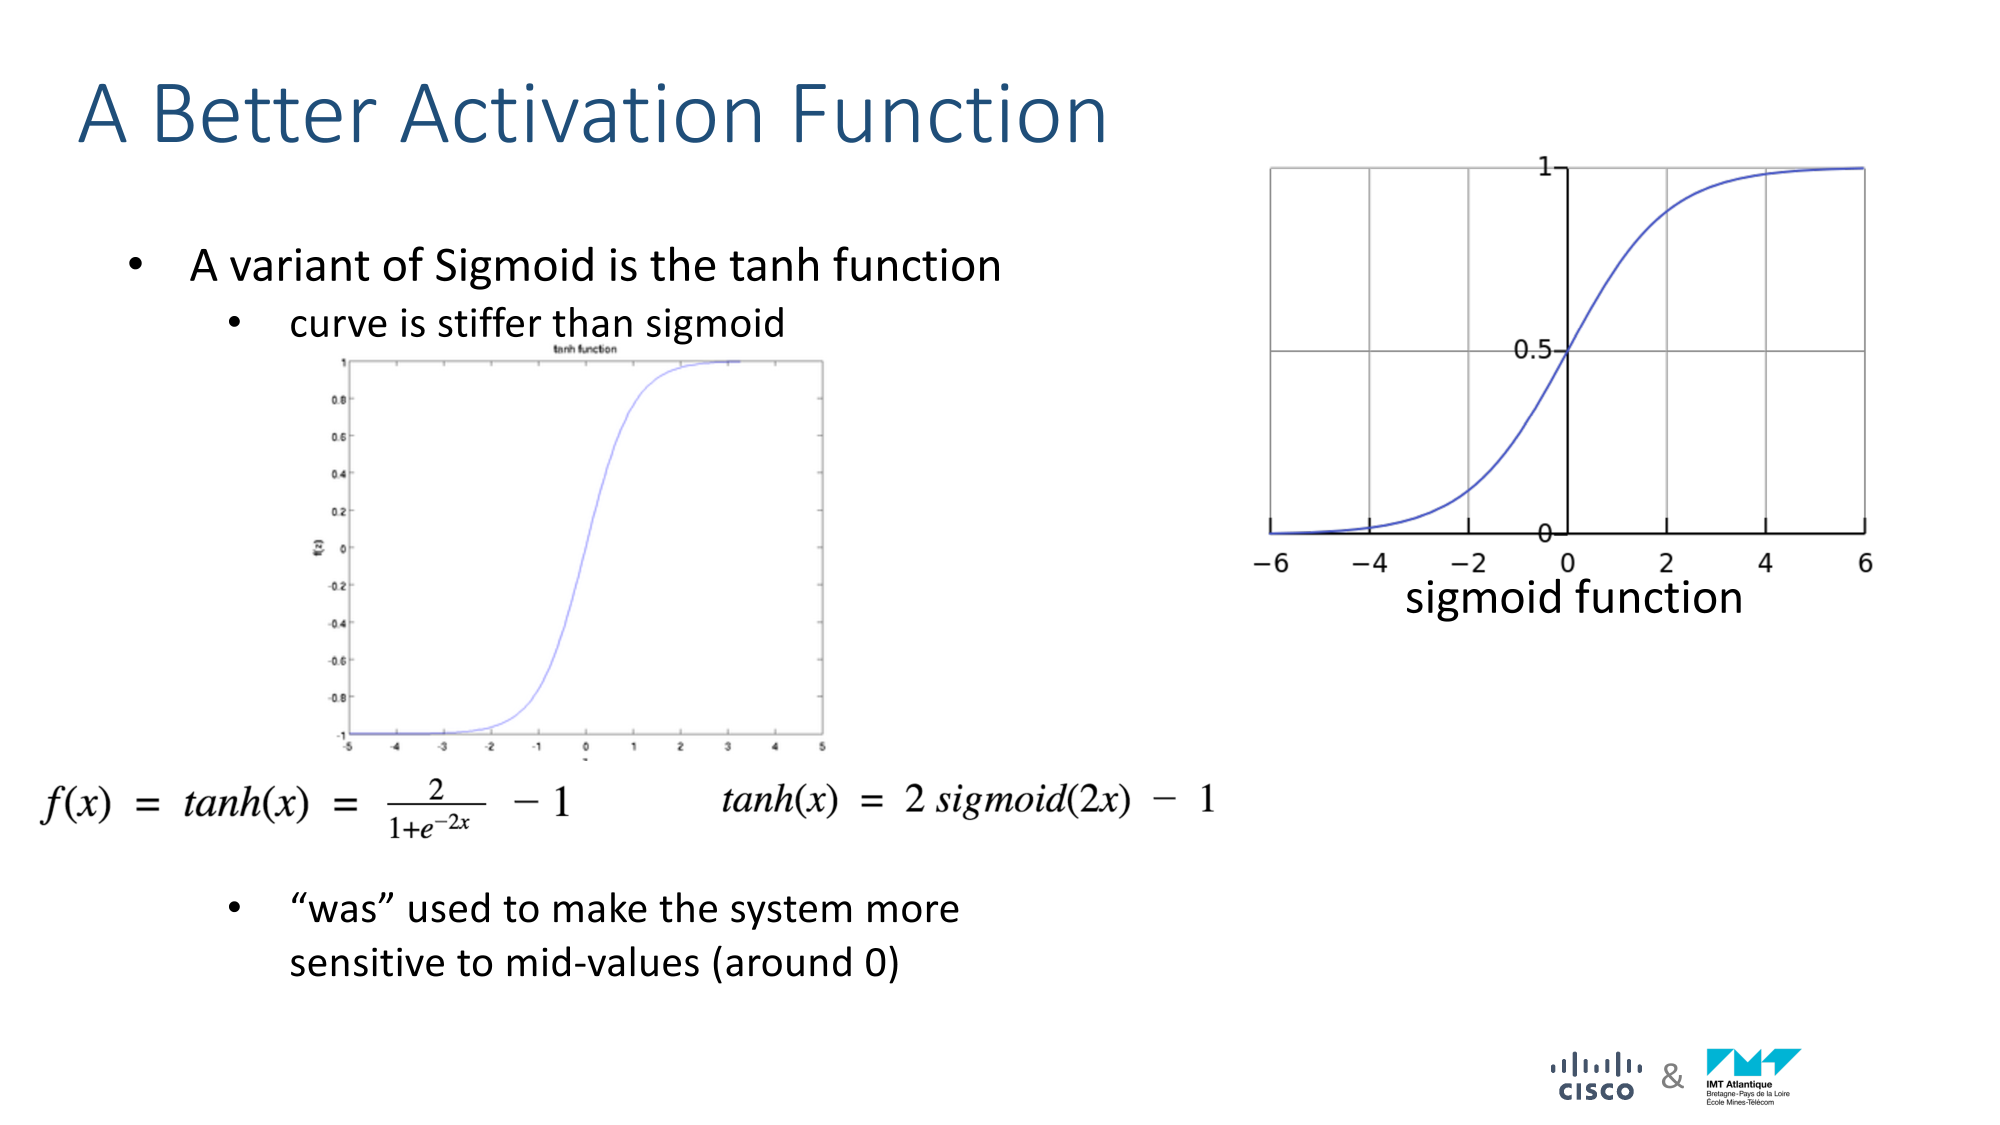 A Better Activation Function
• A variant of Sigmoid is the tanh function
• curve is stiffer than sigmoid
tanh function
1
0.8
0.6
0.4
0.2
0
-0.2
-0.4
-0.6
-0.8
-1
f(z)
-5 -4 -3 -2 -1 0 1 2 3 4 5
1
0.5
0
−6 −4 −2 0 2 4 6
sigmoid function
f(x) = tanh(x) = 2/(1+e^−2x) − 1
tanh(x) = 2 sigmoid(2x) − 1
• “was” used to make the system more
sensitive to mid-values (around 0)
CISCO
&
IMT Atlantique
Bretagne-Pays de la Loire
École Mines-Télécom